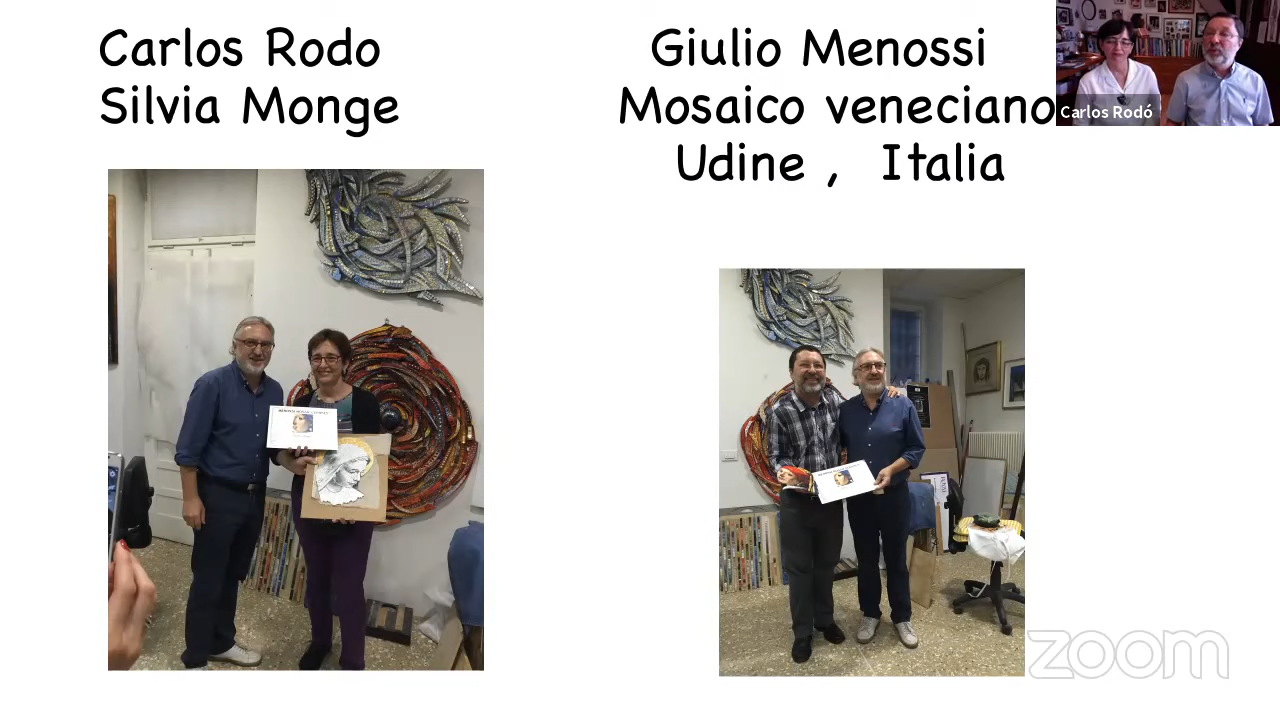 Carlos Rodo
Silvia Monge
Giulio Menossi
Mosaico veneciano
Udine , Italia
Carlos Rodó
zoom